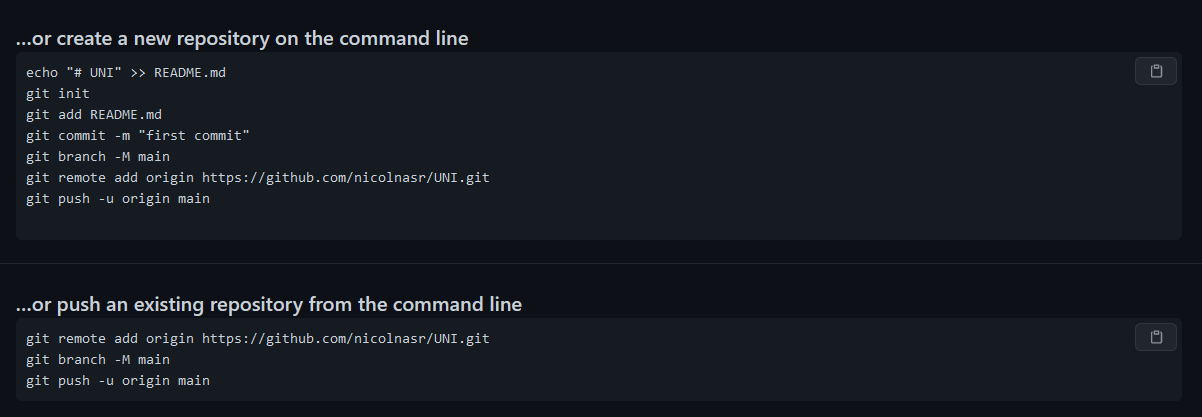 ...or create a new repository on the command line
echo "# UNI" >> README.md
git init
git add README.md
git commit -m "first commit"
git branch -M main
git remote add origin https://github.com/nicolnasr/UNI.git
git push -u origin main
...or push an existing repository from the command line
git remote add origin https://github.com/nicolnasr/UNI.git
git branch -M main
git push -u origin main